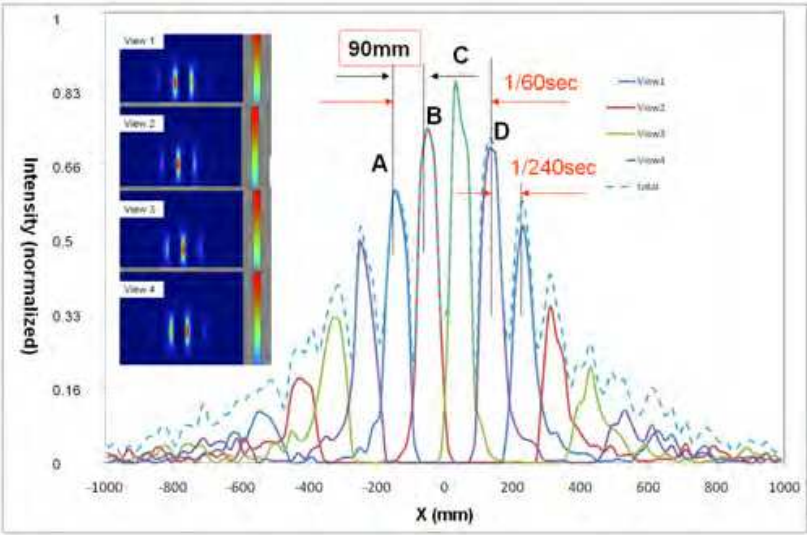 1
0.83
0.66
0.5
0.33
0.16
0
Intensity (normalized)
View 1
View 2
View 3
View 4
90mm
A
B
C
D
1/60sec
1/240sec
View1
View2
View3
View4
total
-1000
-800
-600
-400
-200
0
200
400
600
800
1000
X (mm)